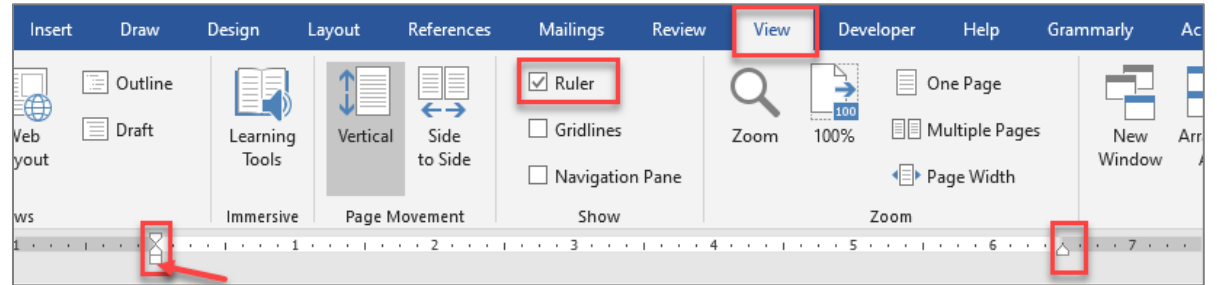 Insert Draw Design Layout References Mailings Review View Developer Help Grammarly Ac
Outline Ruler One Page
100
Web Draft Learning Vertical Side Gridlines Zoom 100% Multiple Pages New Arra
yout Tools to Side Window A
Navigation Pane Page Width
ws Immersive Page Movement Show Zoom
1 1 2 3 4 5 6 7